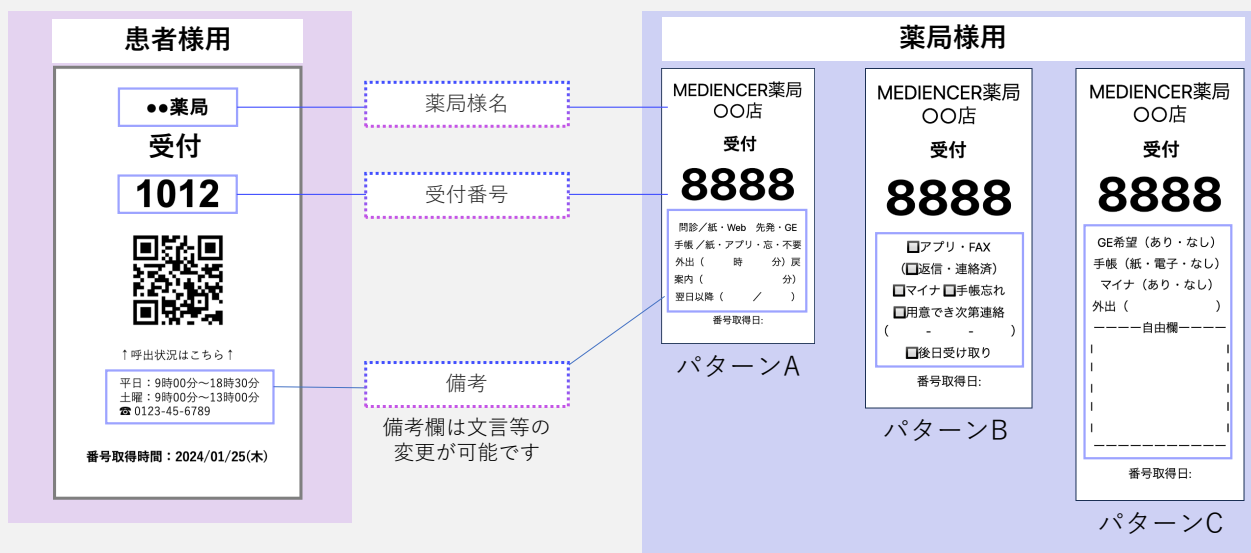 患者様用
●●薬局
受付
1012
↑呼出状況はこちら↑
平日：9時00分～18時30分
土曜：9時00分～13時00分
☎ 0123-45-6789
番号取得時間：2024/01/25(木)
薬局様名
受付番号
備考
備考欄は文言等の
変更が可能です
薬局様用
MEDIENCER薬局
〇〇店
受付
8888
問診／紙・Web　先発・GE
手帳／紙・アプリ・忘・不要
外出（　　　時　　　分）戻
案内（　　　　　　　　分）
翌日以降（　　　／　　　）
番号取得日:
パターンA
MEDIENCER薬局
〇〇店
受付
8888
🔲アプリ・FAX
（🔲返信・連絡済）
🔲マイナ 🔲手帳忘れ
🔲用意でき次第連絡
(　　　-　　　-　　　)
🔲後日受け取り
番号取得日:
パターンB
MEDIENCER薬局
〇〇店
受付
8888
GE希望（あり・なし）
手帳（紙・電子・なし）
マイナ（あり・なし）
外出（　　　　　　　）
ーーーー自由欄ーーーー
| |
| |
| |
| |
| |
ーーーーーーーーーーー
番号取得日:
パターンC